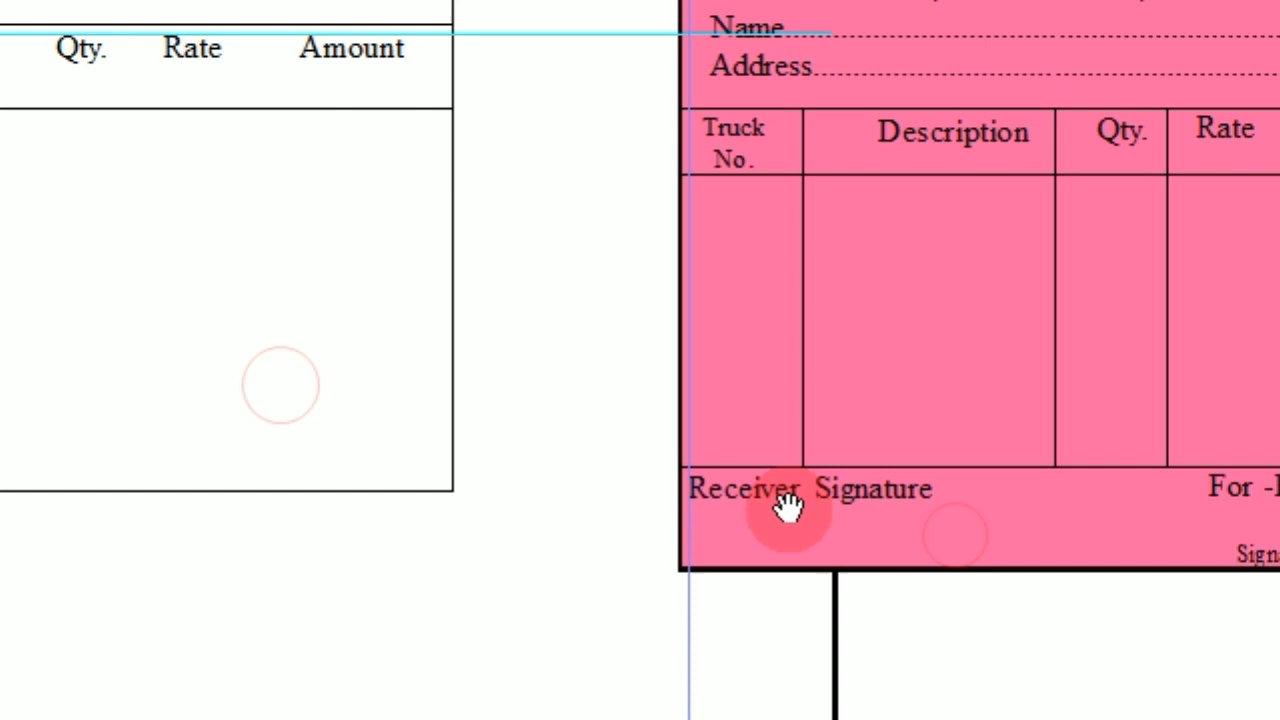 Qty. Rate Amount
Name
Address
Truck No. Description Qty. Rate
Receiver Signature For -